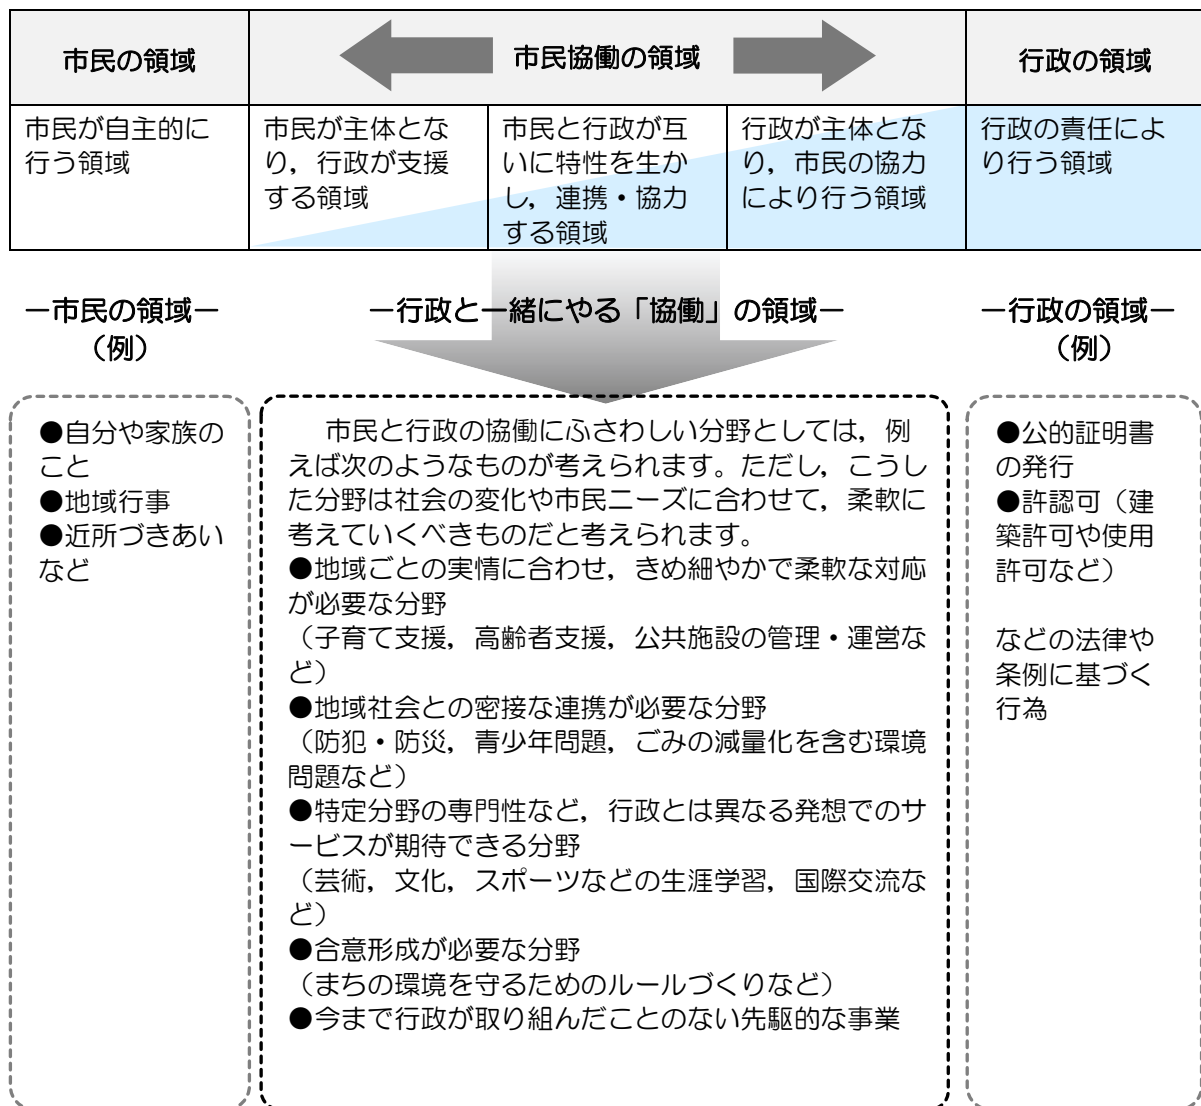 市民の領域
市民協働の領域
行政の領域
市民が自主的に
行う領域
市民が主体とな
り，行政が支援
する領域
市民と行政が互
いに特性を生か
し，連携・協力
する領域
行政が主体とな
り，市民の協力
により行う領域
行政の責任によ
り行う領域
－市民の領域－
（例）
－行政と一緒にやる「協働」の領域－
－行政の領域－
（例）
●自分や家族の
こと
●地域行事
●近所づきあい
など
市民と行政の協働にふさわしい分野としては，例
えば次のようなものが考えられます。ただし，こうし
た分野は社会の変化や市民ニーズに合わせて，柔軟に
考えていくべきものだと考えられます。
●地域ごとの実情に合わせ，きめ細やかで柔軟な対応
が必要な分野
（子育て支援，高齢者支援，公共施設の管理・運営な
ど）
●地域社会との密接な連携が必要な分野
（防犯・防災，青少年問題，ごみの減量化を含む環境
問題など）
●特定分野の専門性など，行政とは異なる発想でのサ
ービスが期待できる分野
（芸術，文化，スポーツなどの生涯学習，国際交流な
ど）
●合意形成が必要な分野
（まちの環境を守るためのルールづくりなど）
●今まで行政が取り組んだことのない先駆的な事業
●公的証明書
の発行
●許認可（建
築許可や使用
許可など）
などの法律や
条例に基づく
行為